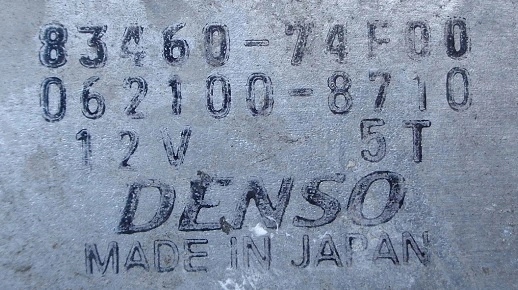 83460-74F00
062100-8710
12V 5T
DENSO
MADE IN JAPAN